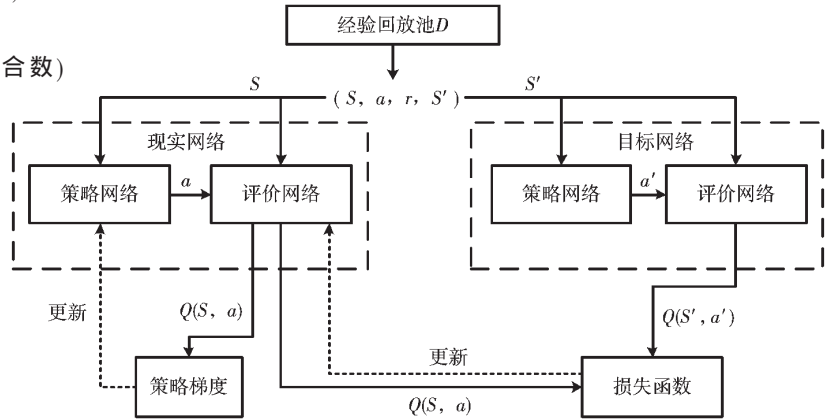 经验回放池D
合数)
S
(S, a, r, S′)
S′
现实网络
目标网络
策略网络
a
评价网络
策略网络
a′
评价网络
更新
Q(S, a)
Q(S′, a′)
更新
策略梯度
损失函数
Q(S, a)